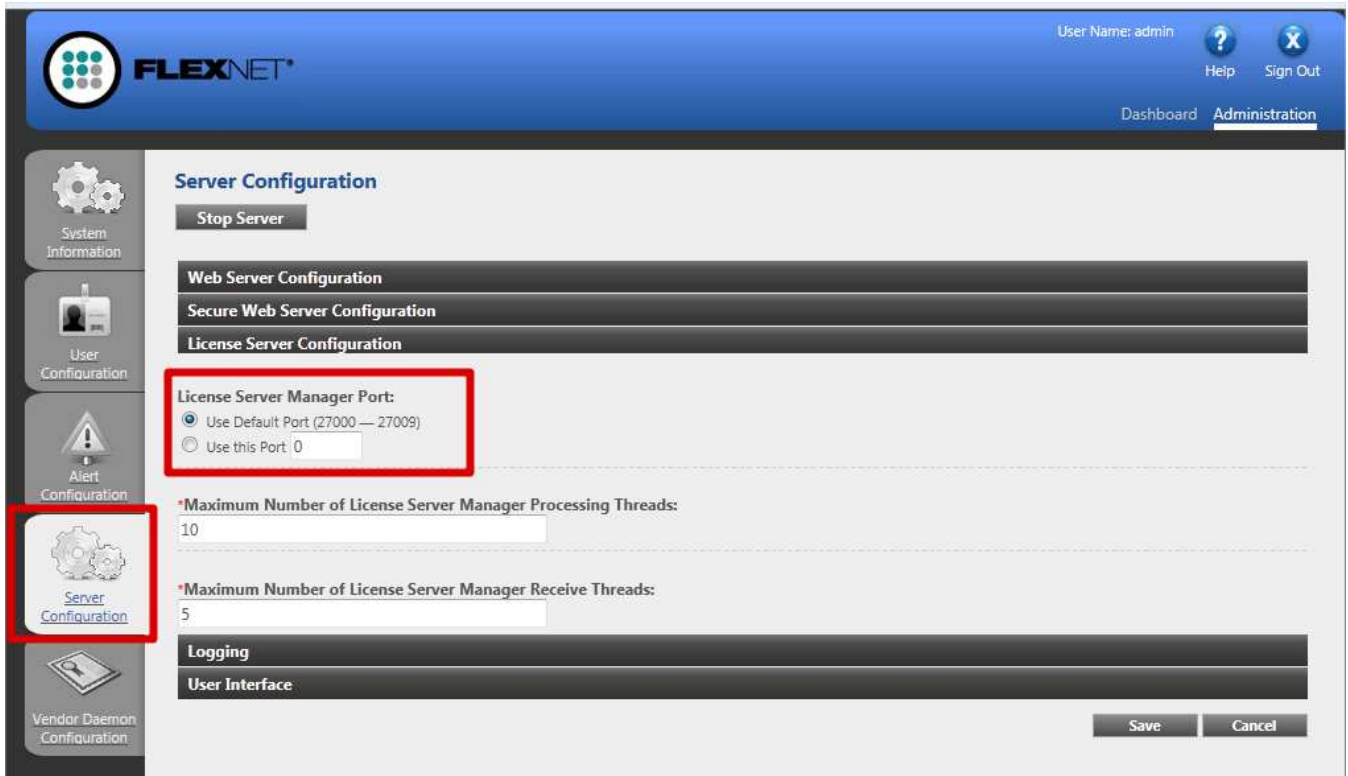 User Name: admin
?
X
FLEXNET
Help
Sign Out
Dashboard
Administration
System
Information
User
Configuration
Alert
Configuration
Server
Configuration
Vendor Daemon
Configuration
Server Configuration
Stop Server
Web Server Configuration
Secure Web Server Configuration
License Server Configuration
License Server Manager Port:
Use Default Port (27000 — 27009)
Use this Port 0
*Maximum Number of License Server Manager Processing Threads:
10
*Maximum Number of License Server Manager Receive Threads:
5
Logging
User Interface
Save
Cancel